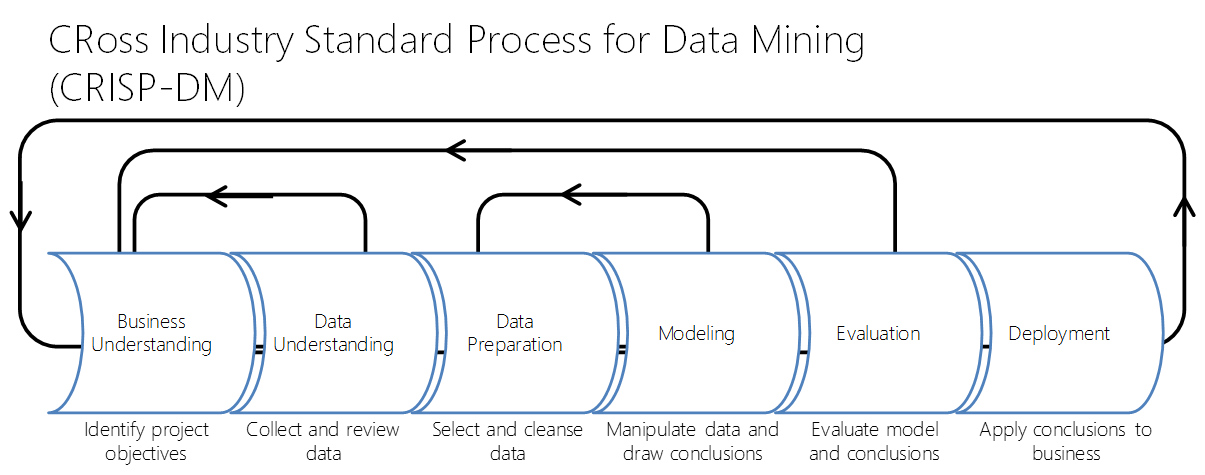 CRoss Industry Standard Process for Data Mining
(CRISP-DM)
Business
Understanding
Data
Understanding
Data
Preparation
Modeling
Evaluation
Deployment
Identify project
objectives
Collect and review
data
Select and cleanse
data
Manipulate data and
draw conclusions
Evaluate model
and conclusions
Apply conclusions to
business